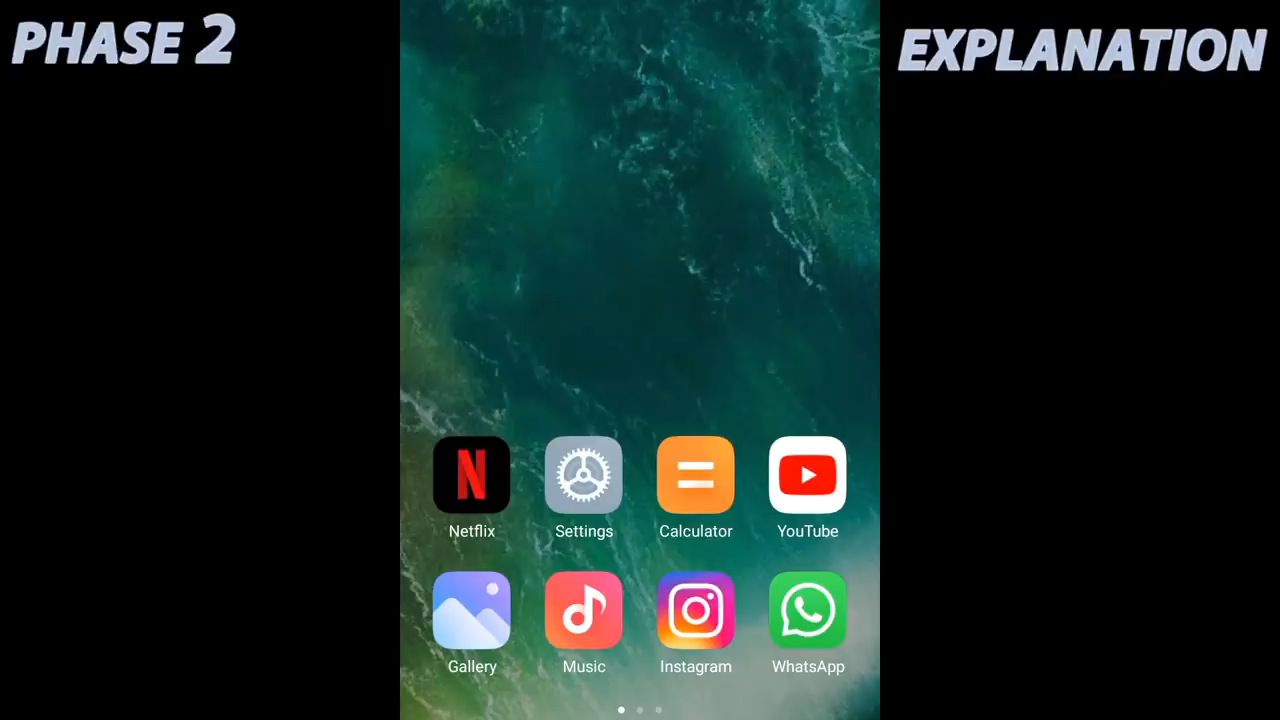 PHASE 2
EXPLANATION
N
Netflix
Settings
Calculator
YouTube
Gallery
Music
Instagram
WhatsApp